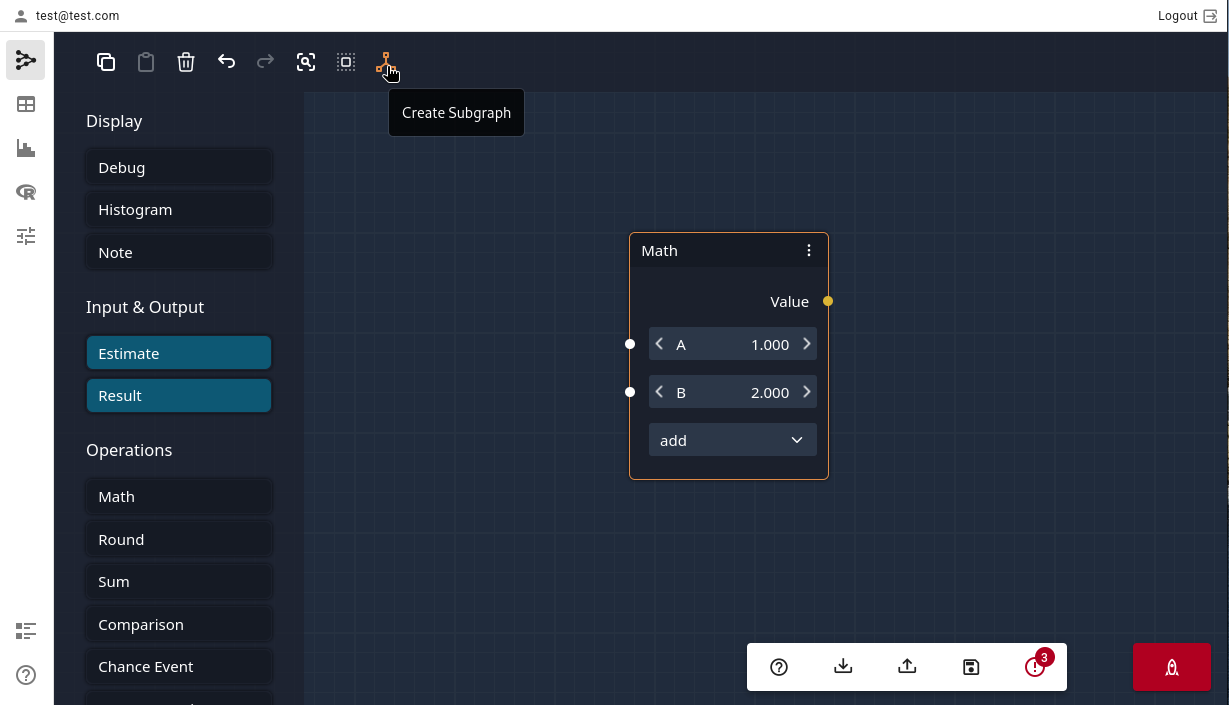 test@test.com
Logout
Create Subgraph
Display
Debug
Histogram
Note
Input & Output
Estimate
Result
Operations
Math
Round
Sum
Comparison
Chance Event
Math
Value
A 1.000
B 2.000
add
3